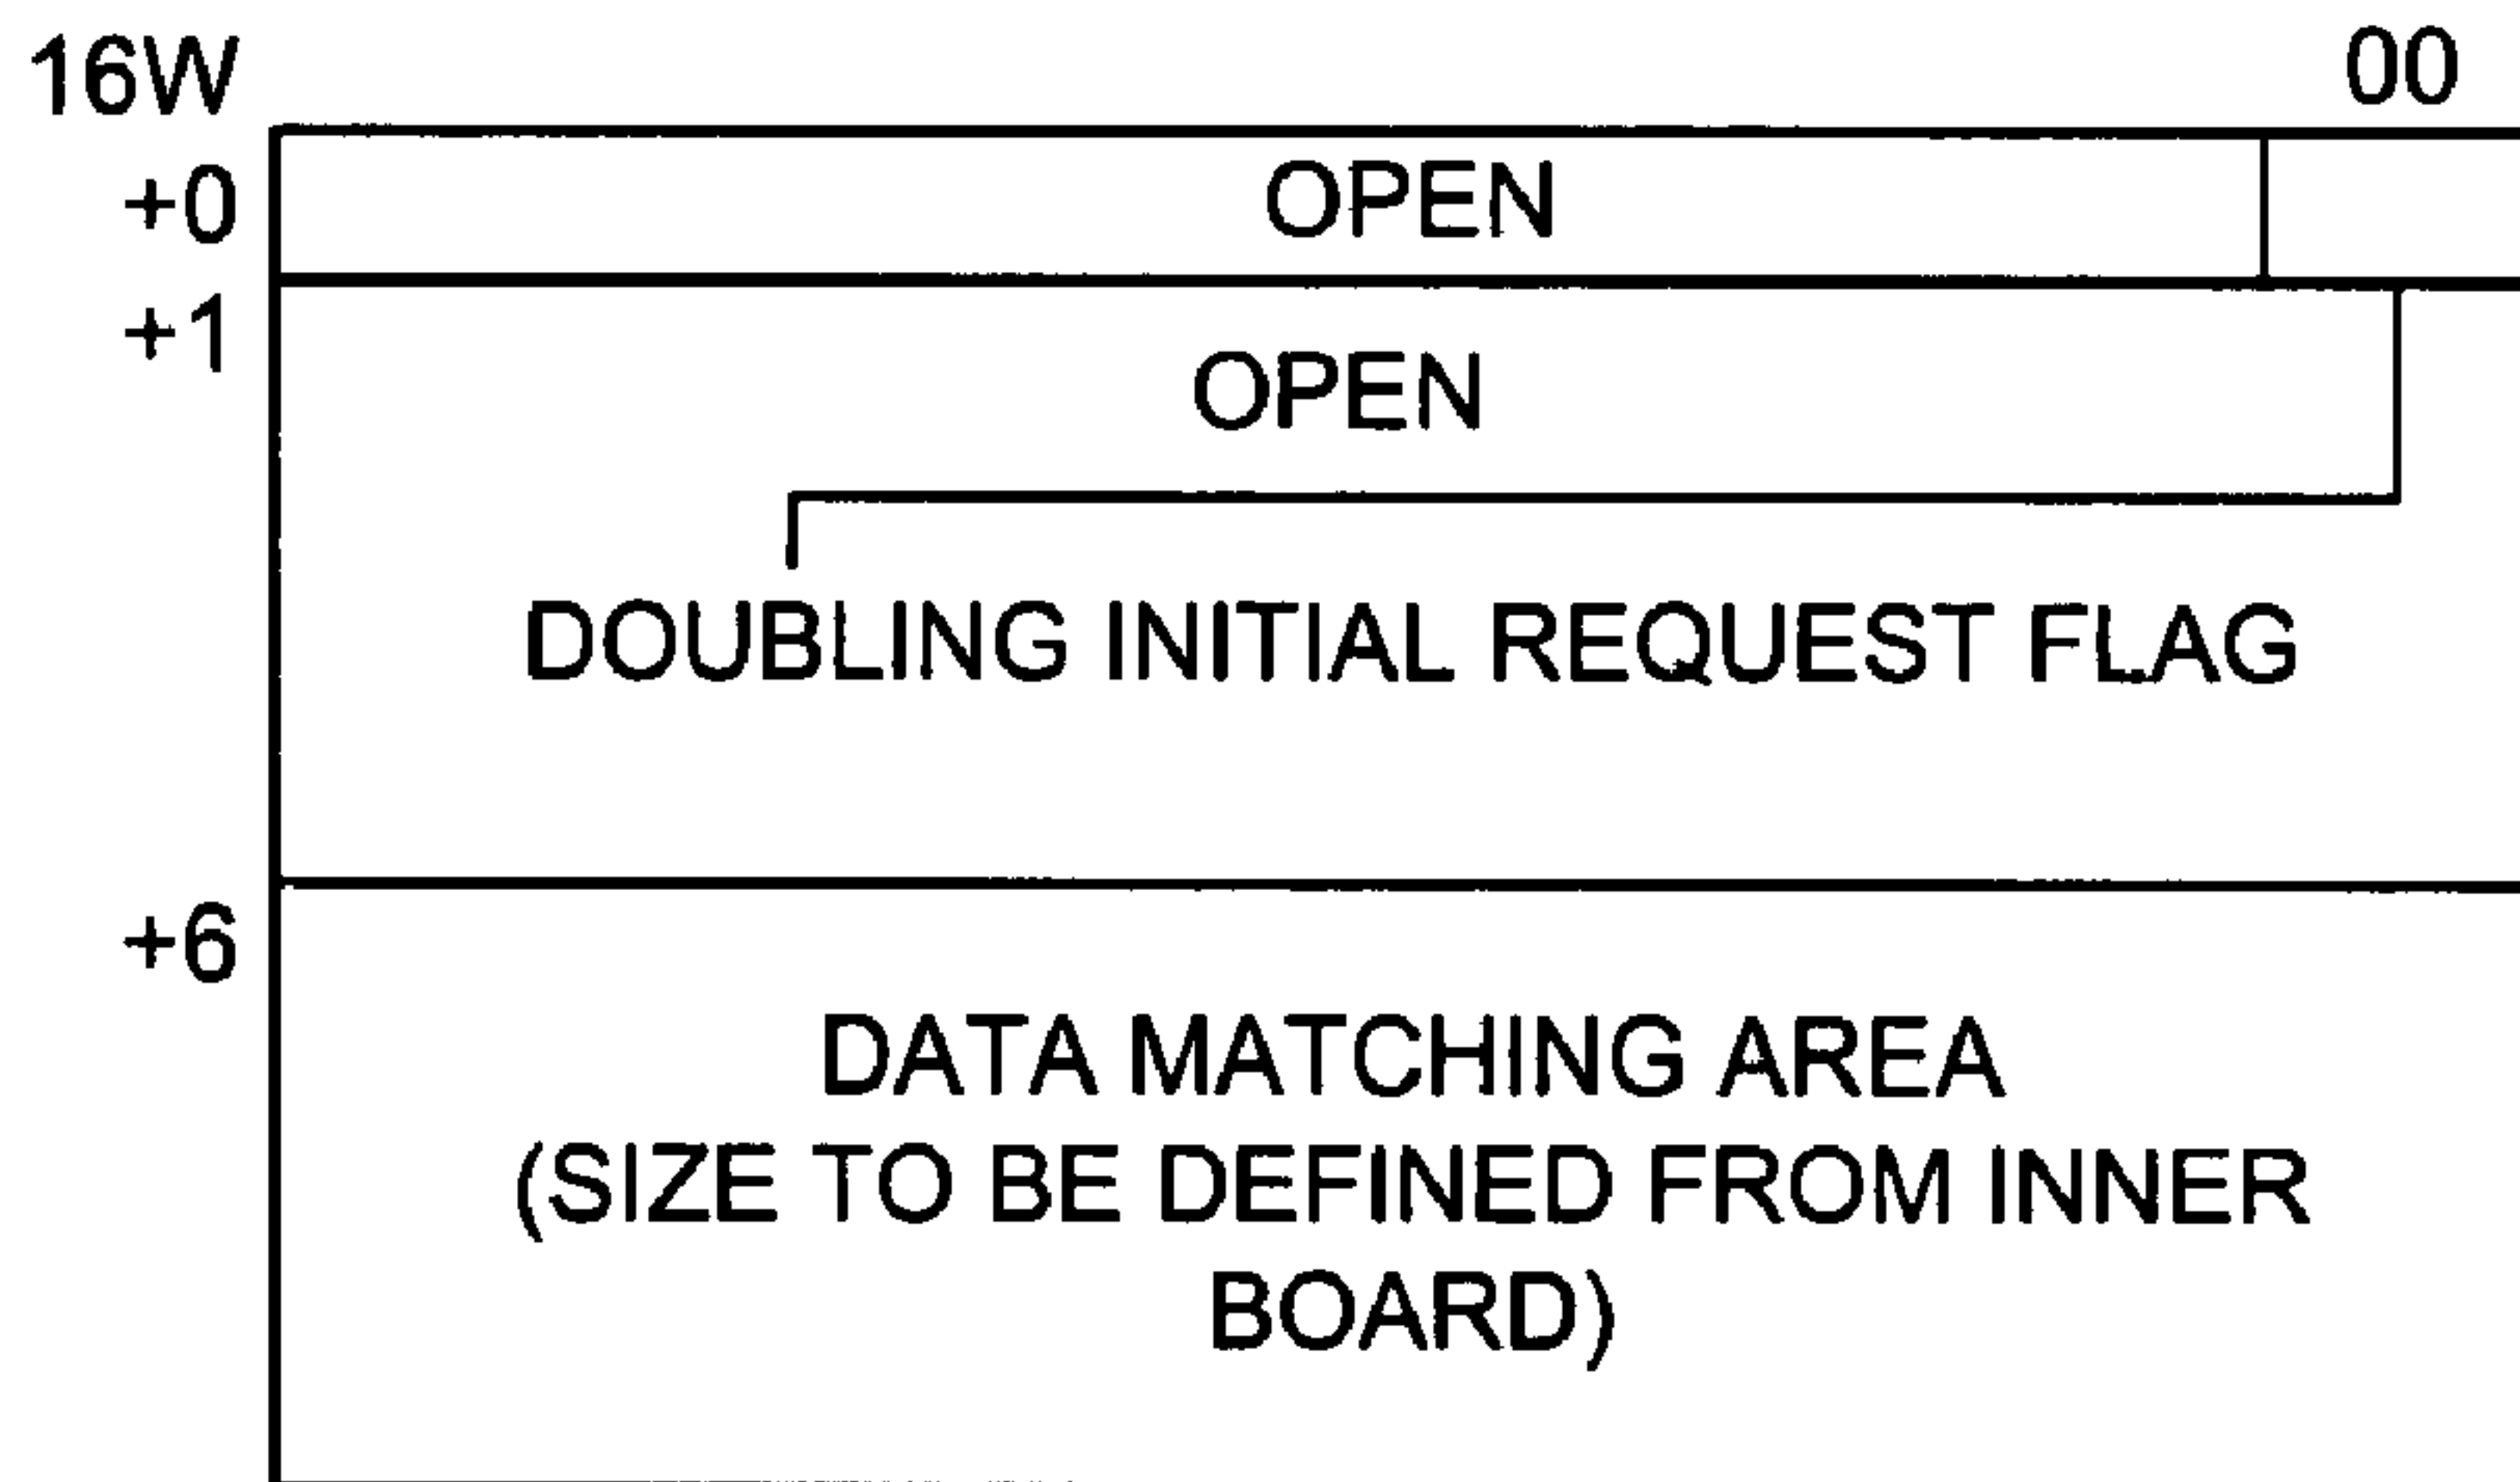 16W 00
+0 OPEN
+1
OPEN
DOUBLING INITIAL REQUEST FLAG
+6
DATA MATCHING AREA
(SIZE TO BE DEFINED FROM INNER
BOARD)